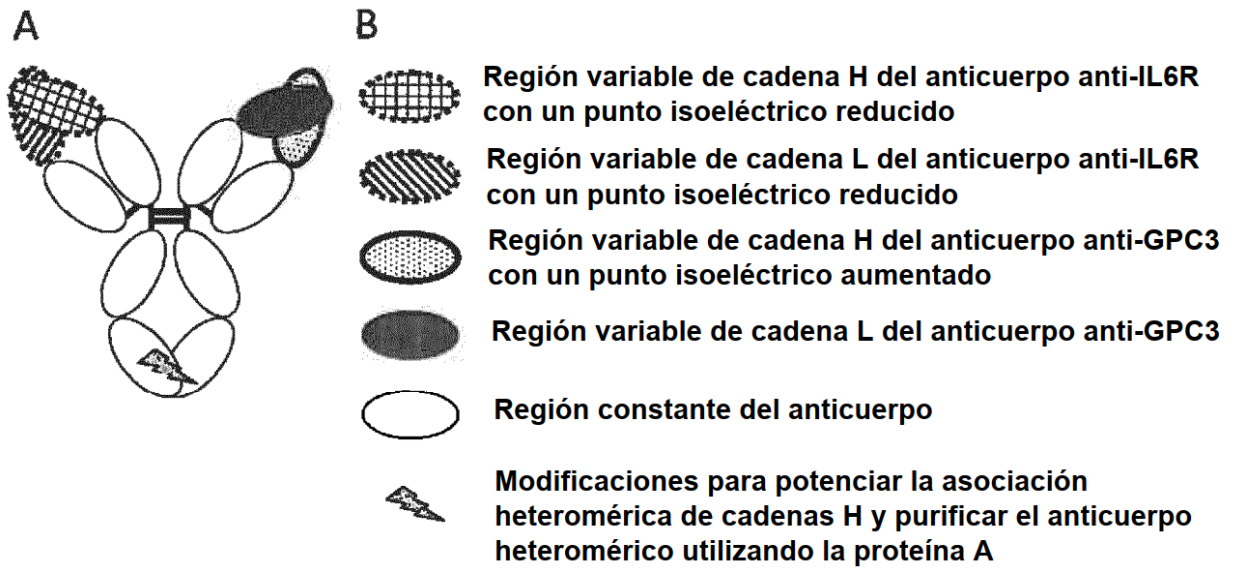 A
B
Región variable de cadena H del anticuerpo anti-IL6R
con un punto isoeléctrico reducido
Región variable de cadena L del anticuerpo anti-IL6R
con un punto isoeléctrico reducido
Región variable de cadena H del anticuerpo anti-GPC3
con un punto isoeléctrico aumentado
Región variable de cadena L del anticuerpo anti-GPC3
Región constante del anticuerpo
Modificaciones para potenciar la asociación
heteromérica de cadenas H y purificar el anticuerpo
heteromérico utilizando la proteína A